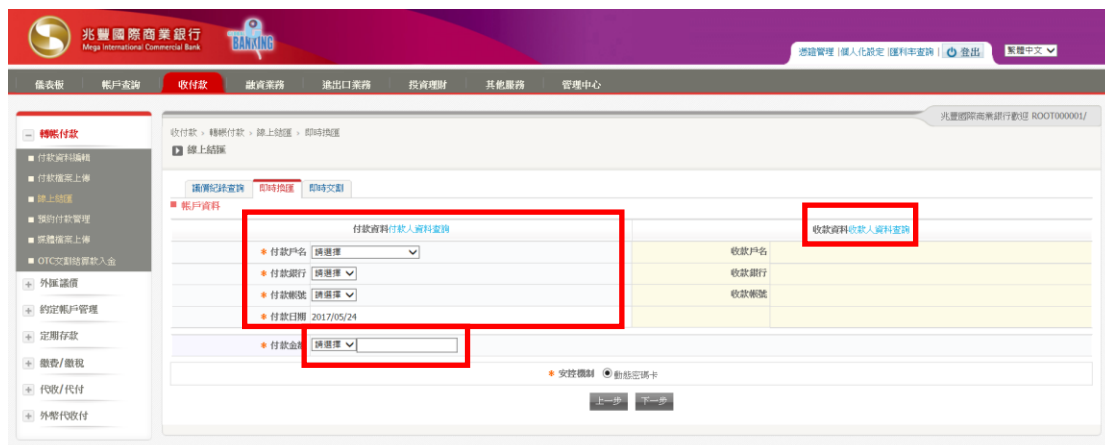 兆豐國際商業銀行
Mega International Commercial Bank
BANKING
憑證管理 |個人化設定 |匯利率查詢 | 登出
繁體中文
儀表板 帳戶查詢 收付款 融資業務 進出口業務 投資理財 其他服務 管理中心
兆豐國際商業銀行歡迎 ROOT000001/
轉帳付款
付款資料編輯
付款檔案上傳
線上結匯
預約付款管理
媒體檔案上傳
OTC交割結算款入金
外匯議價
約定帳戶管理
定期存款
繳費/繳稅
代收/代付
外幣代收付
收付款 > 轉帳付款 > 線上結匯 > 即時換匯
線上結匯
議價紀錄查詢 即時換匯 即時交割
帳戶資料
付款資料付款人資料查詢 收款資料收款人資料查詢
* 付款戶名 請選擇 收款戶名
* 付款銀行 請選擇 收款銀行
* 付款帳號 請選擇 收款帳號
* 付款日期 2017/05/24
* 付款金額 請選擇
* 安控機制 動態密碼卡
上一步 下一步